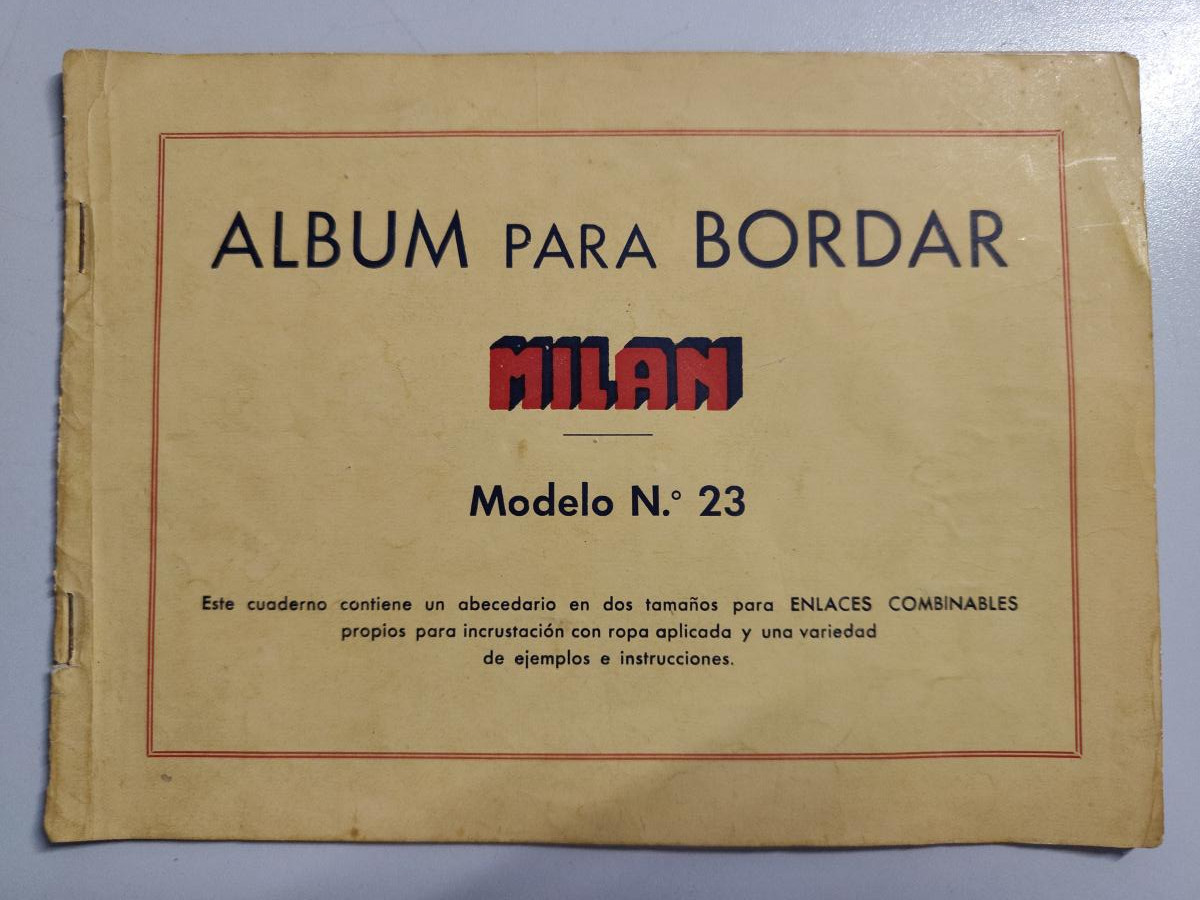 ALBUM PARA BORDAR
MILAN
Modelo N.° 23
Este cuaderno contiene un abecedario en dos tamaños para ENLACES COMBINABLES
propios para incrustación con ropa aplicada y una variedad
de ejemplos e instrucciones.